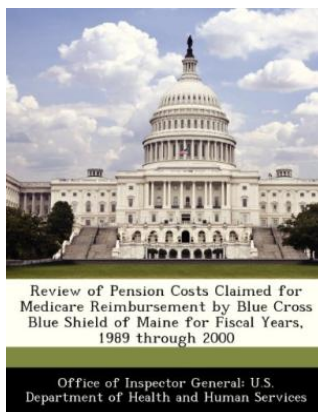 Review of Pension Costs Claimed for
Medicare Reimbursement by Blue Cross
Blue Shield of Maine for Fiscal Years,
1989 through 2000
Office of Inspector General: U.S.
Department of Health and Human Services